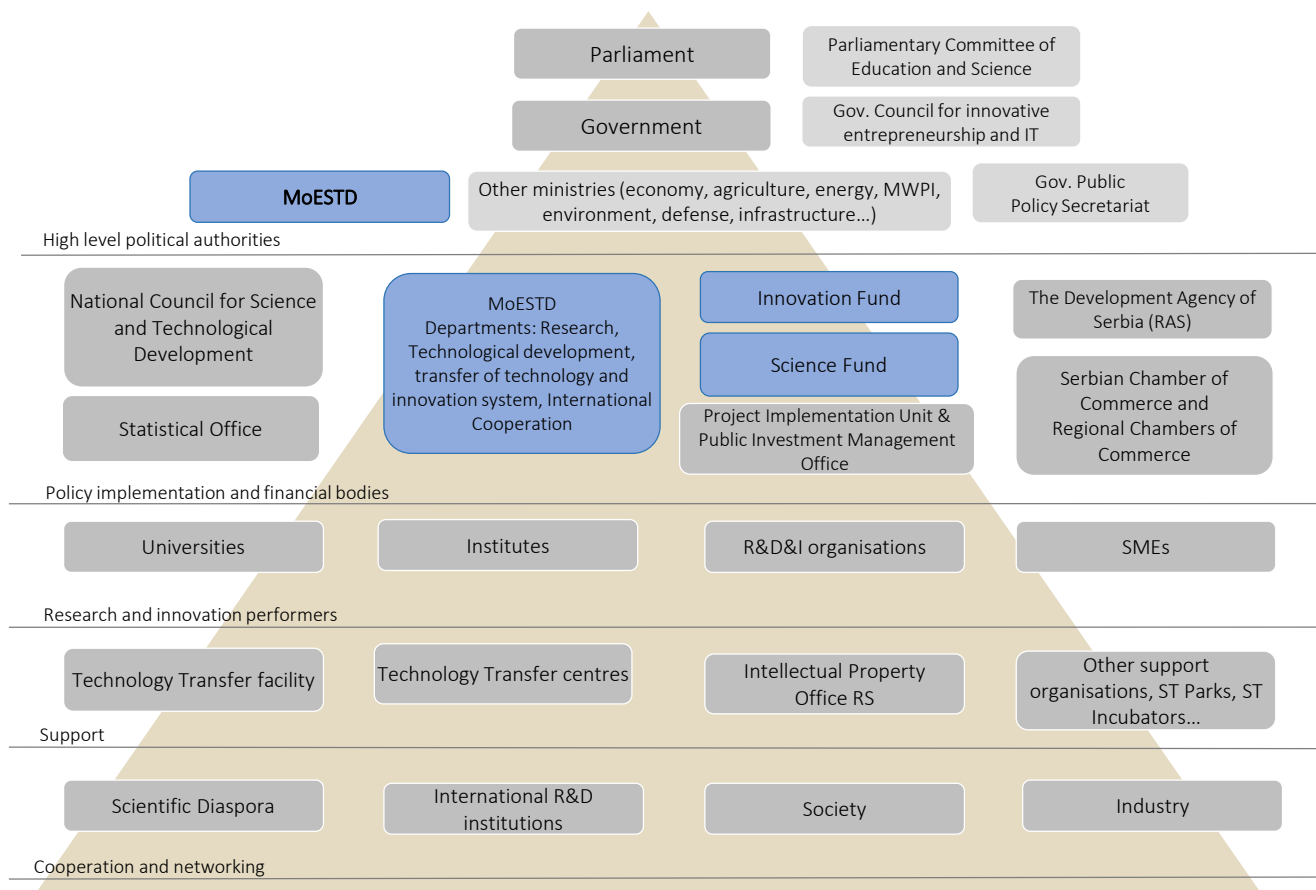 Parliament
Parliamentary Committee of
Education and Science
Government
Gov. Council for innovative
entrepreneurship and IT
MoESTD
Other ministries (economy, agriculture, energy, MWPI,
environment, defense, infrastructure…)
Gov. Public
Policy Secretariat
High level political authorities
National Council for Science
and Technological
Development
MoESTD
Departments: Research,
Technological development,
transfer of technology and
innovation system, International
Cooperation
Innovation Fund
The Development Agency of
Serbia (RAS)
Science Fund
Statistical Office
Project Implementation Unit &
Public Investment Management
Office
Serbian Chamber of
Commerce and
Regional Chambers of
Commerce
Policy implementation and financial bodies
Universities
Institutes
R&D&I organisations
SMEs
Research and innovation performers
Technology Transfer facility
Technology Transfer centres
Intellectual Property
Office RS
Other support
organisations, ST Parks, ST
Incubators…
Support
Scientific Diaspora
International R&D
institutions
Society
Industry
Cooperation and networking